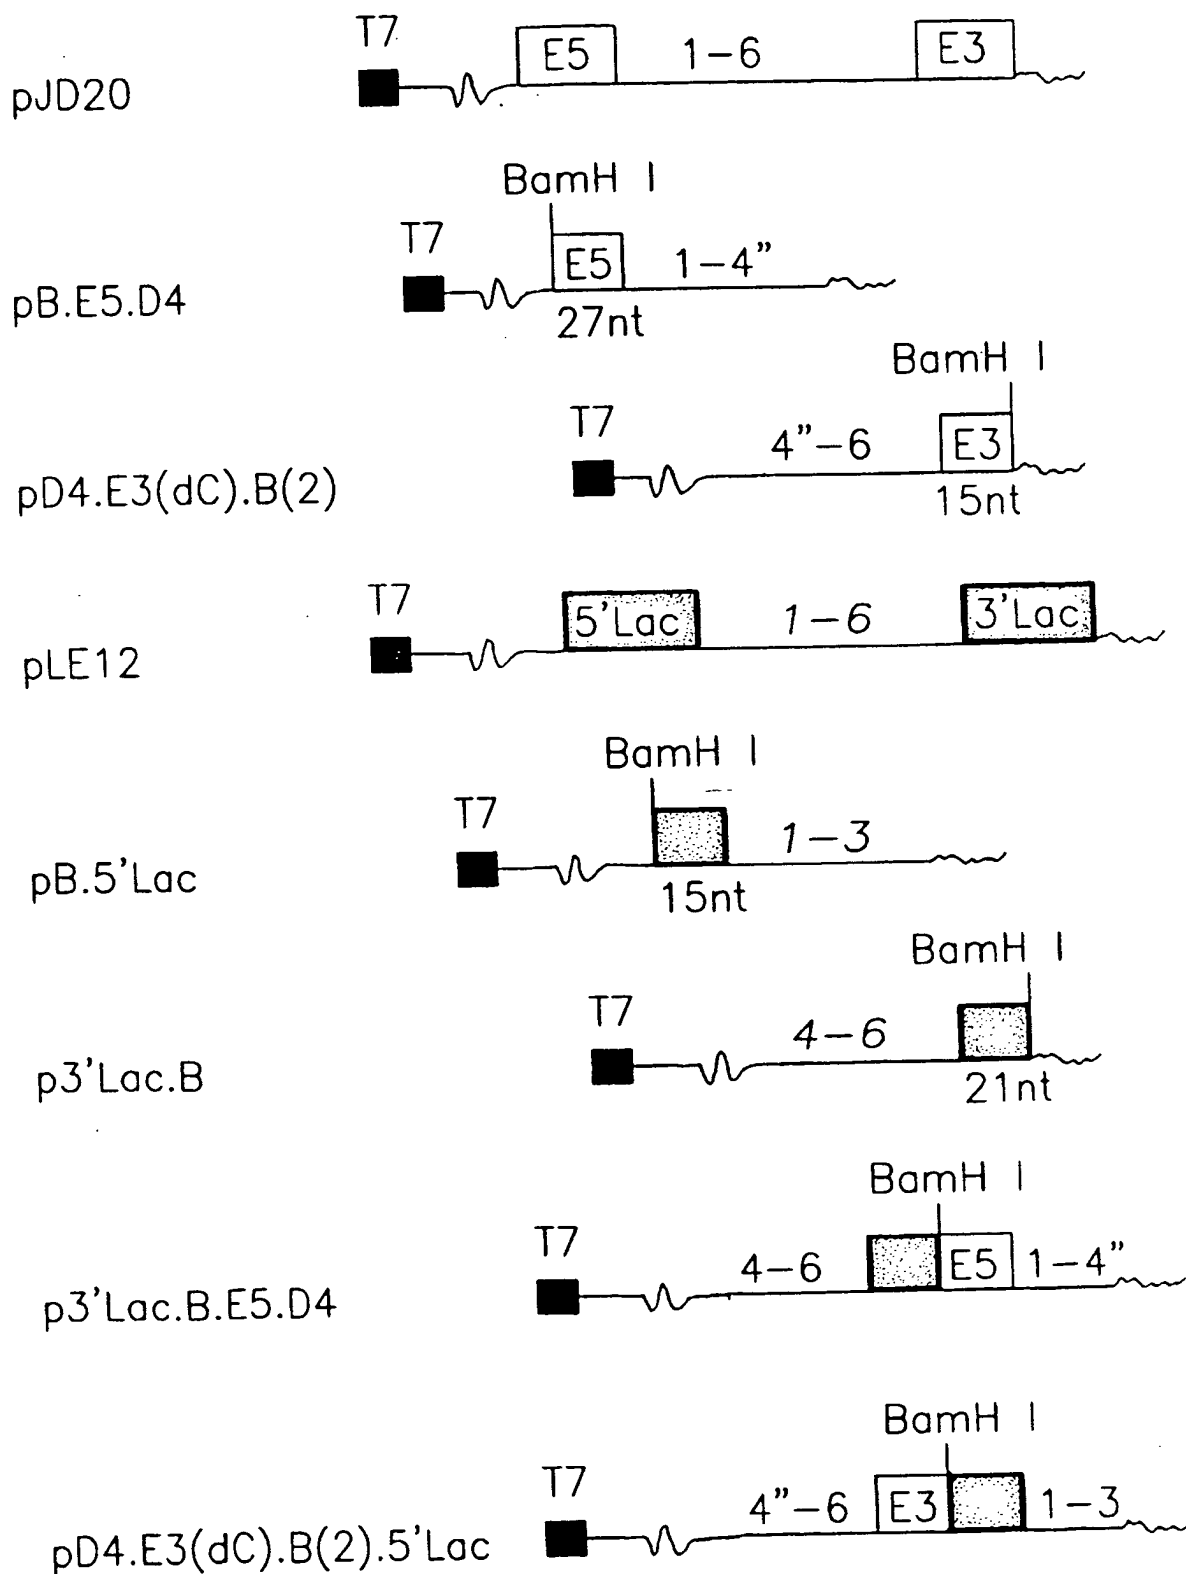 T7
E5
1-6
E3
pJD20
BamH I
T7
E5
1-4"
pB.E5.D4
27nt
BamH I
T7
4"-6
E3
pD4.E3(dC).B(2)
15nt
T7
5'Lac
1-6
3'Lac
pLE12
BamH I
T7
1-3
pB.5'Lac
15nt
BamH I
T7
4-6
p3'Lac.B
21nt
BamH I
T7
4-6
E5
1-4"
p3'Lac.B.E5.D4
BamH I
T7
4"-6
E3
1-3
pD4.E3(dC).B(2).5'Lac